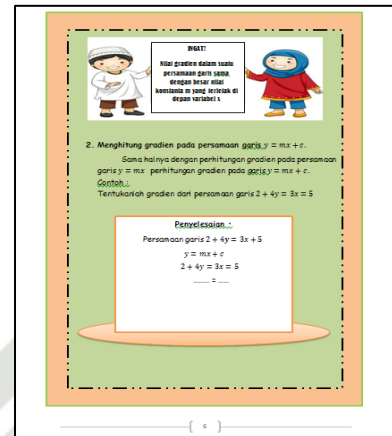 INGAT!
Nilai gradien dalam suatu
persamaan garis sama
dengan besar nilai
konstanta m yang terletak di
depan variabel x
2. Menghitung gradien pada persamaan garis y = mx + c.
Sama halnya dengan perhitungan gradien pada persamaan
garis y = mx perhitungan gradien pada garis y = mx + c.
Contoh :
Tentukanlah gradien dari persamaan garis 2 + 4y = 3x = 5
Penyelesaian :
Persamaan garis 2 + 4y = 3x + 5
y = mx + c
2 + 4y = 3x = 5
........ = .....
6